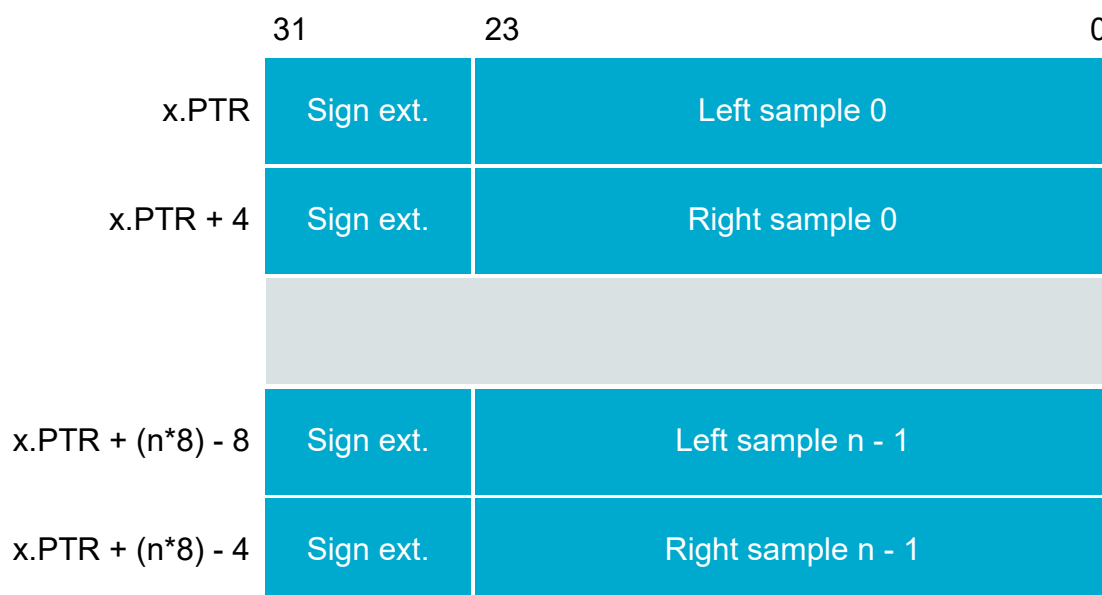 31 23 0
x.PTR Sign ext. Left sample 0
x.PTR + 4 Sign ext. Right sample 0
x.PTR + (n*8) - 8 Sign ext. Left sample n - 1
x.PTR + (n*8) - 4 Sign ext. Right sample n - 1